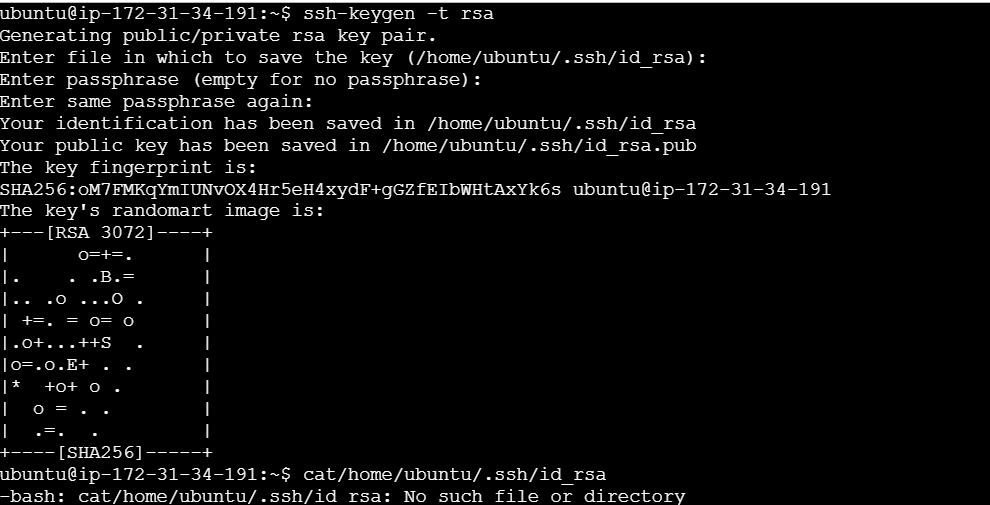 ubuntu@ip-172-31-34-191:~$ ssh-keygen -t rsa
Generating public/private rsa key pair.
Enter file in which to save the key (/home/ubuntu/.ssh/id_rsa):
Enter passphrase (empty for no passphrase):
Enter same passphrase again:
Your identification has been saved in /home/ubuntu/.ssh/id_rsa
Your public key has been saved in /home/ubuntu/.ssh/id_rsa.pub
The key fingerprint is:
SHA256:oM7FMKqYmIUNvOX4Hr5eH4xydF+gGZfEIbWHtAxYk6s ubuntu@ip-172-31-34-191
The key's randomart image is:
+---[RSA 3072]----+
|      o=+=.      |
|.    . .B.=      |
|.. .o ...O .     |
| +=. = o= o      |
|.o+...++S  .     |
|o=.o.E+ . .      |
|*  +o+ o .       |
|  o = . .        |
|  .=.  .         |
+----[SHA256]-----+
ubuntu@ip-172-31-34-191:~$ cat/home/ubuntu/.ssh/id_rsa
-bash: cat/home/ubuntu/.ssh/id_rsa: No such file or directory